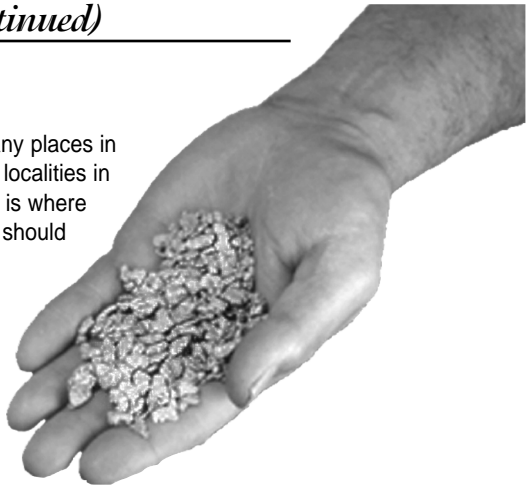 tinued)
ny places in
localities in
is where
should